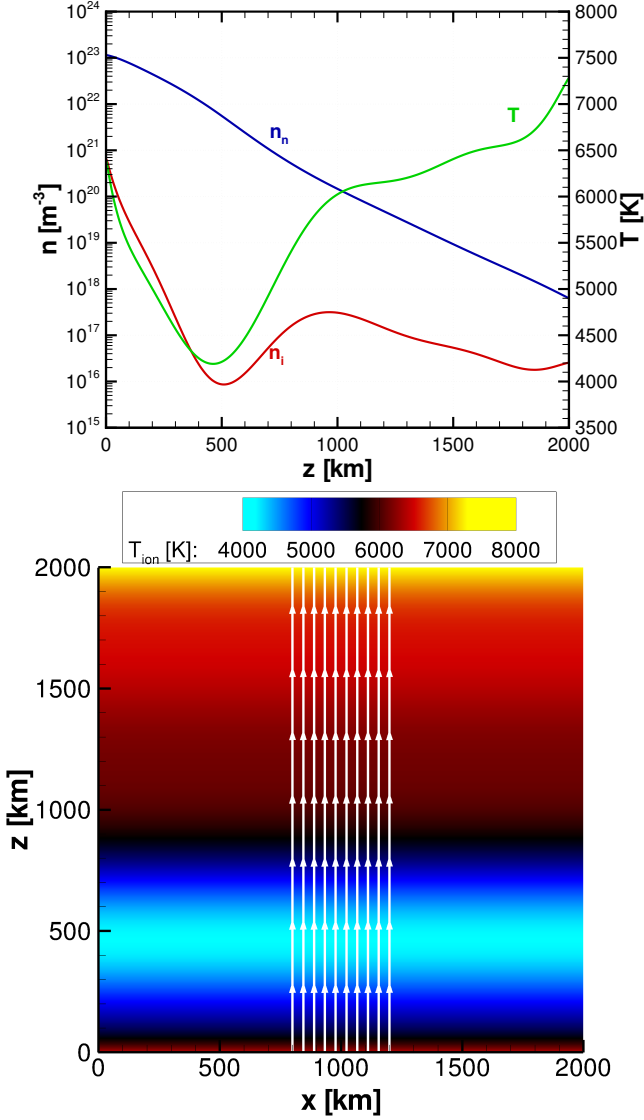 10^24 8000
10^23 7500
10^22 7000
T
n_n
10^21 6500
10^20 6000
n [m^-3] T [K]
10^19 5500
10^18 5000
10^17 4500
n_i
10^16 4000
10^15 3500
0 500 1000 1500 2000
z [km]
T_ion [K]: 4000 5000 6000 7000 8000
2000
1500
1000
z [km]
500
0
0 500 1000 1500 2000
x [km]